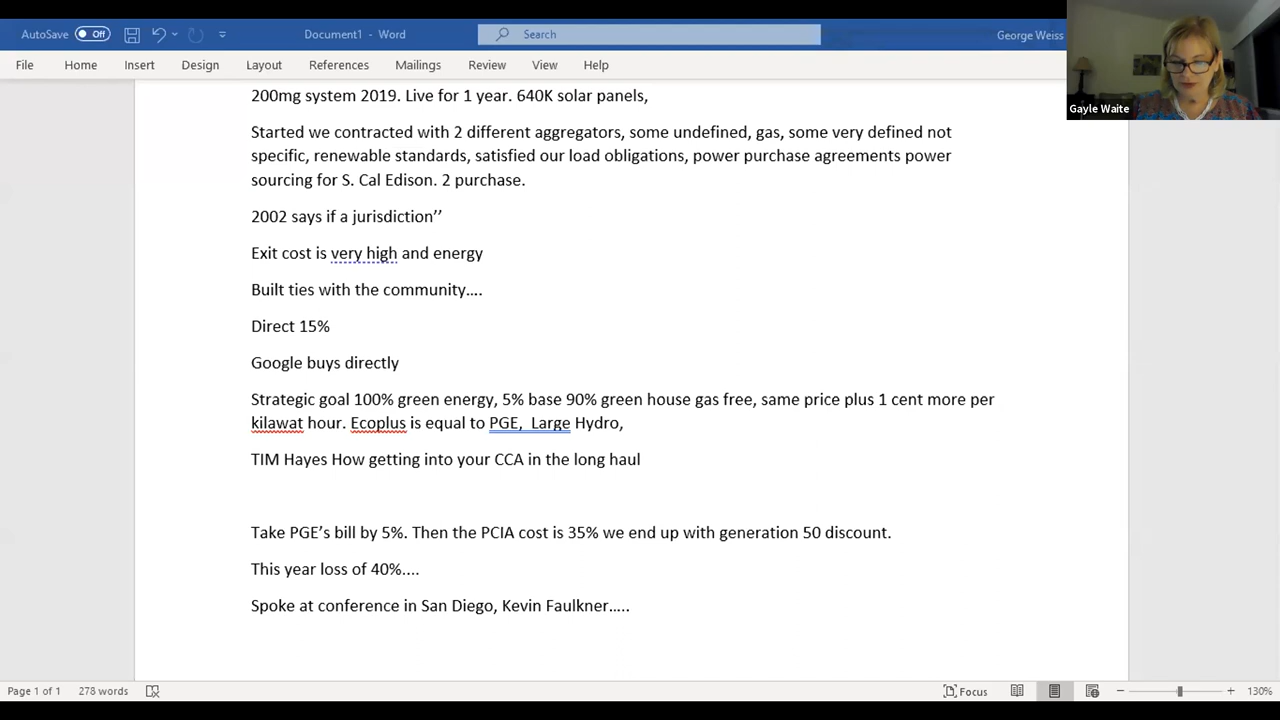 AutoSave Off Document1 - Word Search George Weiss
File Home Insert Design Layout References Mailings Review View Help
Gayle Waite
200mg system 2019. Live for 1 year. 640K solar panels,
Started we contracted with 2 different aggregators, some undefined, gas, some very defined not
specific, renewable standards, satisfied our load obligations, power purchase agreements power
sourcing for S. Cal Edison. 2 purchase.
2002 says if a jurisdiction’’
Exit cost is very high and energy
Built ties with the community….
Direct 15%
Google buys directly
Strategic goal 100% green energy, 5% base 90% green house gas free, same price plus 1 cent more per
kilawat hour. Ecoplus is equal to PGE, Large Hydro,
TIM Hayes How getting into your CCA in the long haul
Take PGE’s bill by 5%. Then the PCIA cost is 35% we end up with generation 50 discount.
This year loss of 40%....
Spoke at conference in San Diego, Kevin Faulkner…..
Page 1 of 1 278 words Focus 130%